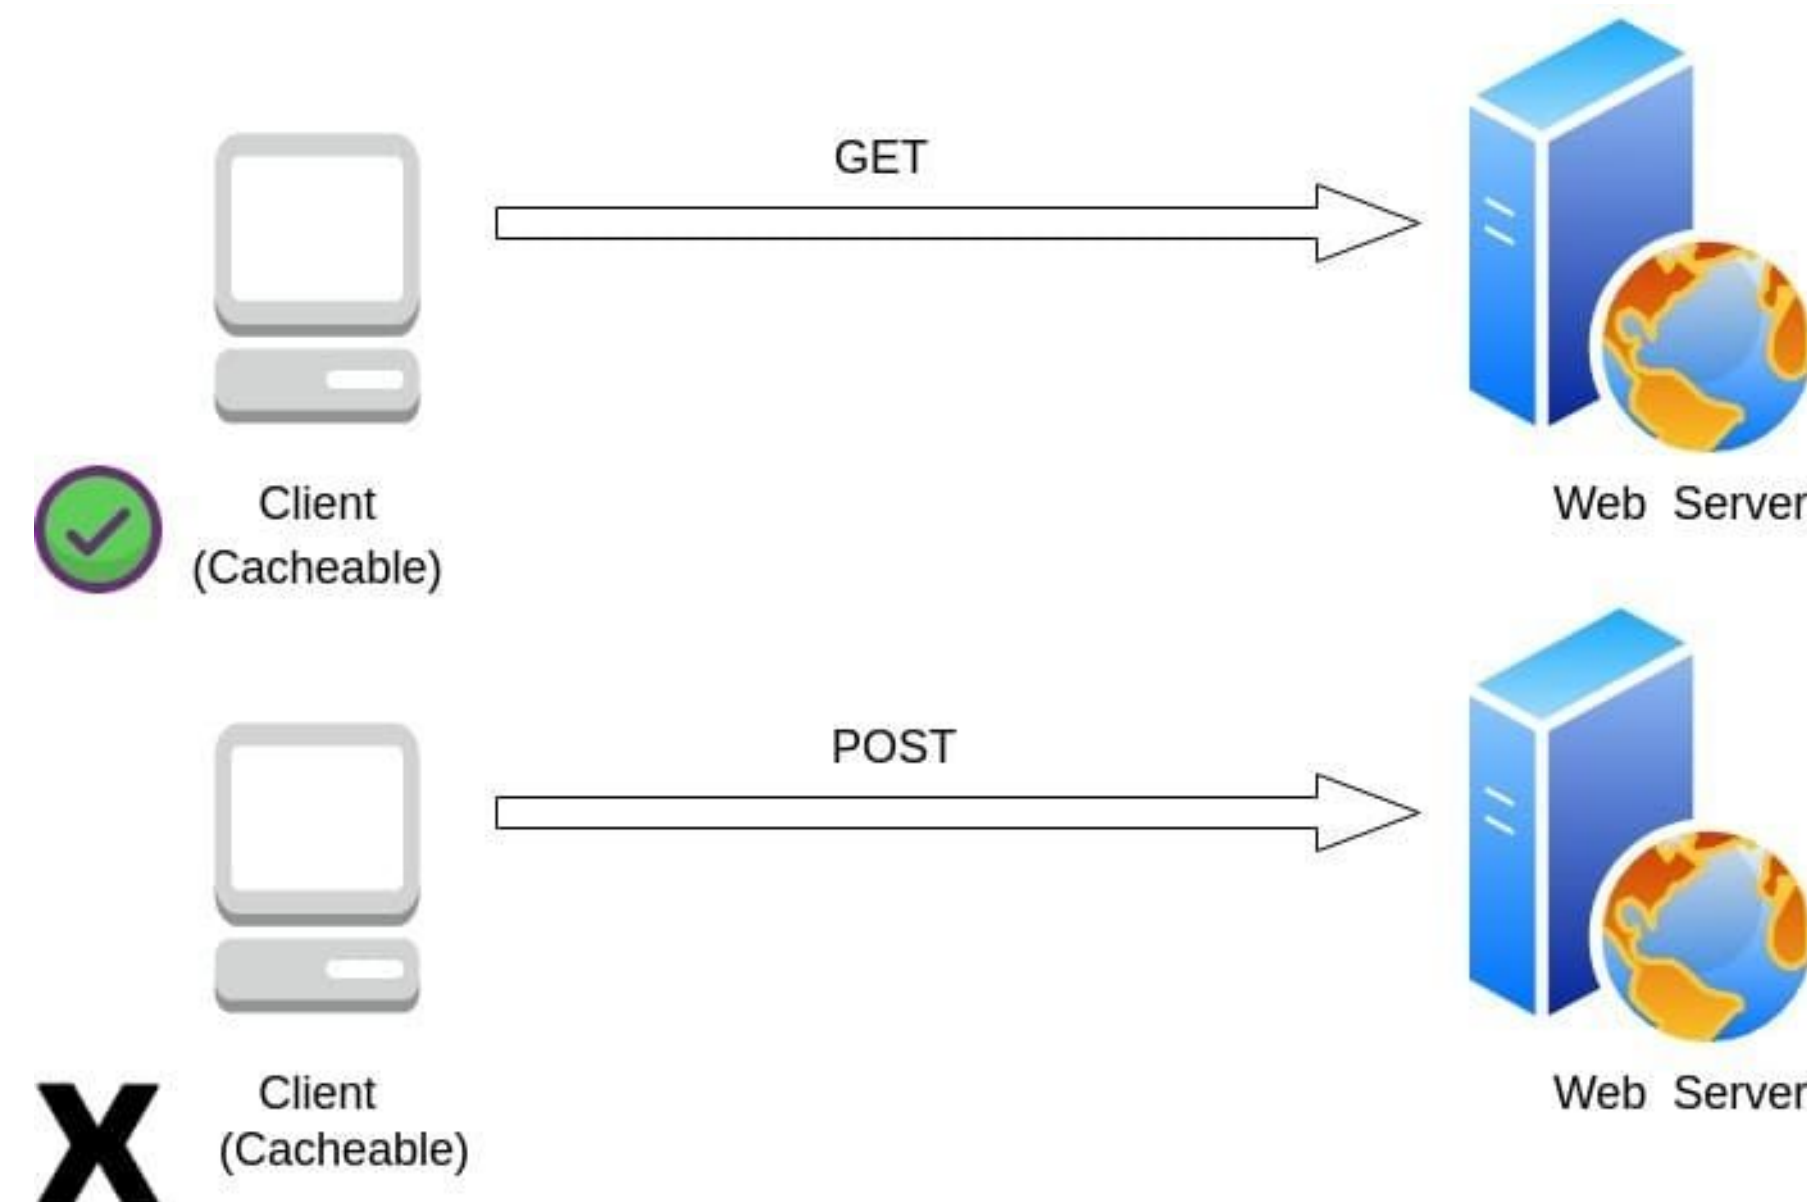 GET
Client
(Cacheable)
Web Server
POST
Client
(Cacheable)
Web Server
X